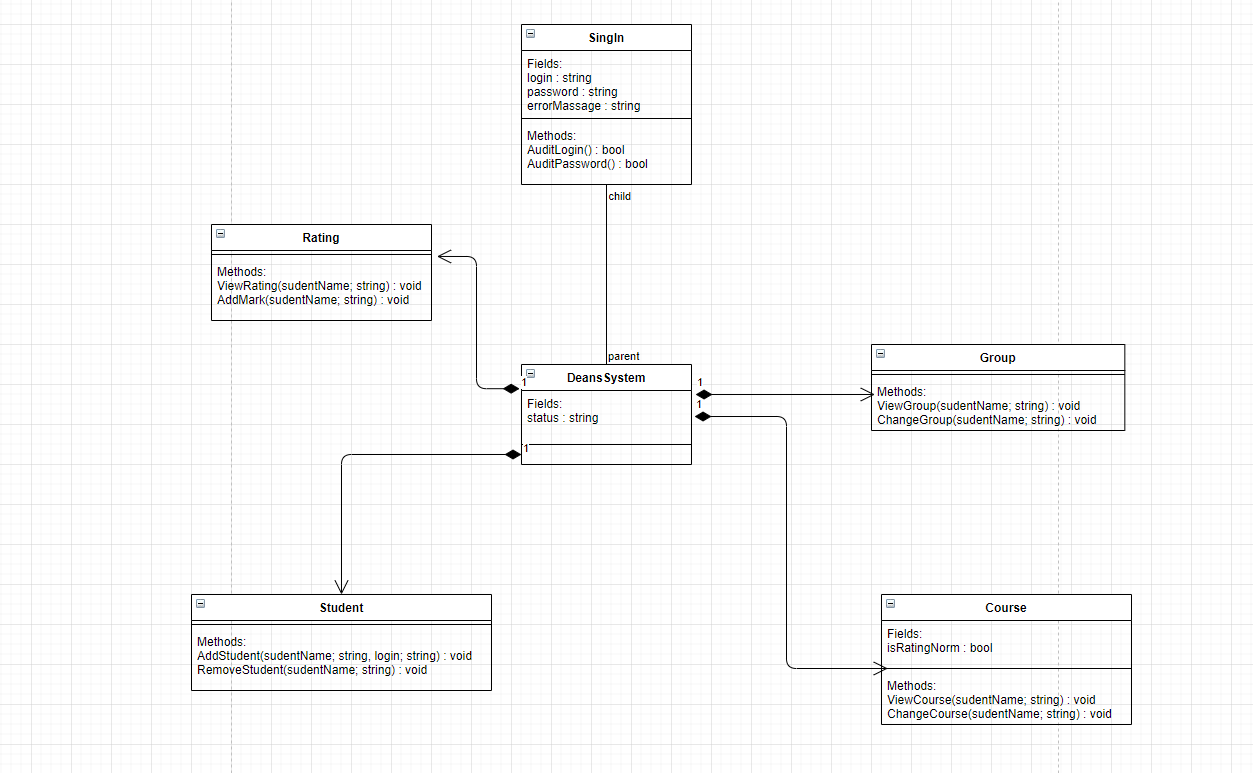 SingIn
Fields:
login : string
password : string
errorMassage : string
Methods:
AuditLogin() : bool
AuditPassword() : bool
child
Rating
Methods:
ViewRating(sudentName; string) : void
AddMark(sudentName; string) : void
parent
DeansSystem
Fields:
status : string
1
1
1
1
Group
Methods:
ViewGroup(sudentName; string) : void
ChangeGroup(sudentName; string) : void
Student
Methods:
AddStudent(sudentName; string, login; string) : void
RemoveStudent(sudentName; string) : void
Course
Fields:
isRatingNorm : bool
Methods:
ViewCourse(sudentName; string) : void
ChangeCourse(sudentName; string) : void